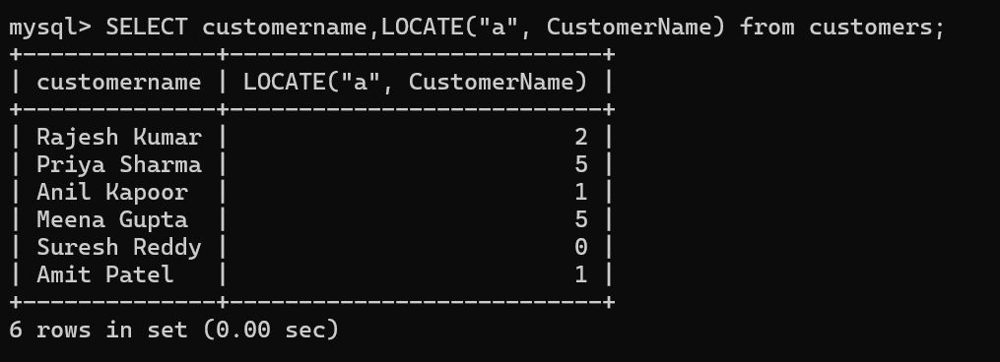 mysql> SELECT customername,LOCATE("a", CustomerName) from customers;
+--------------+---------------------------+
| customername | LOCATE("a", CustomerName) |
+--------------+---------------------------+
| Rajesh Kumar |                         2 |
| Priya Sharma |                         5 |
| Anil Kapoor  |                         1 |
| Meena Gupta  |                         5 |
| Suresh Reddy |                         0 |
| Amit Patel   |                         1 |
+--------------+---------------------------+
6 rows in set (0.00 sec)